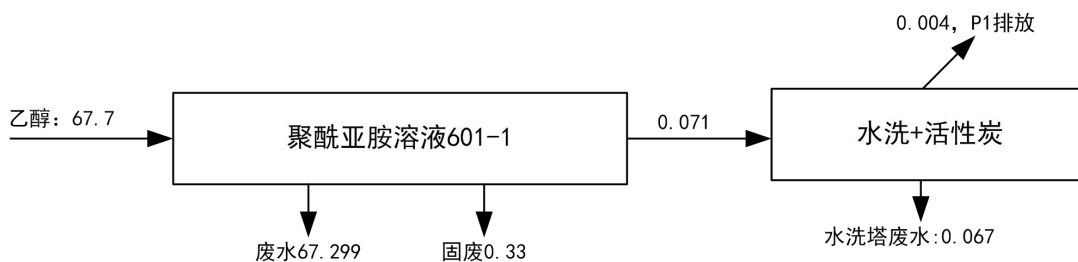 0.004，P1排放
乙醇：67.7
聚酰亚胺溶液601-1
0.071
水洗+活性炭
废水67.299
固废0.33
水洗塔废水:0.067